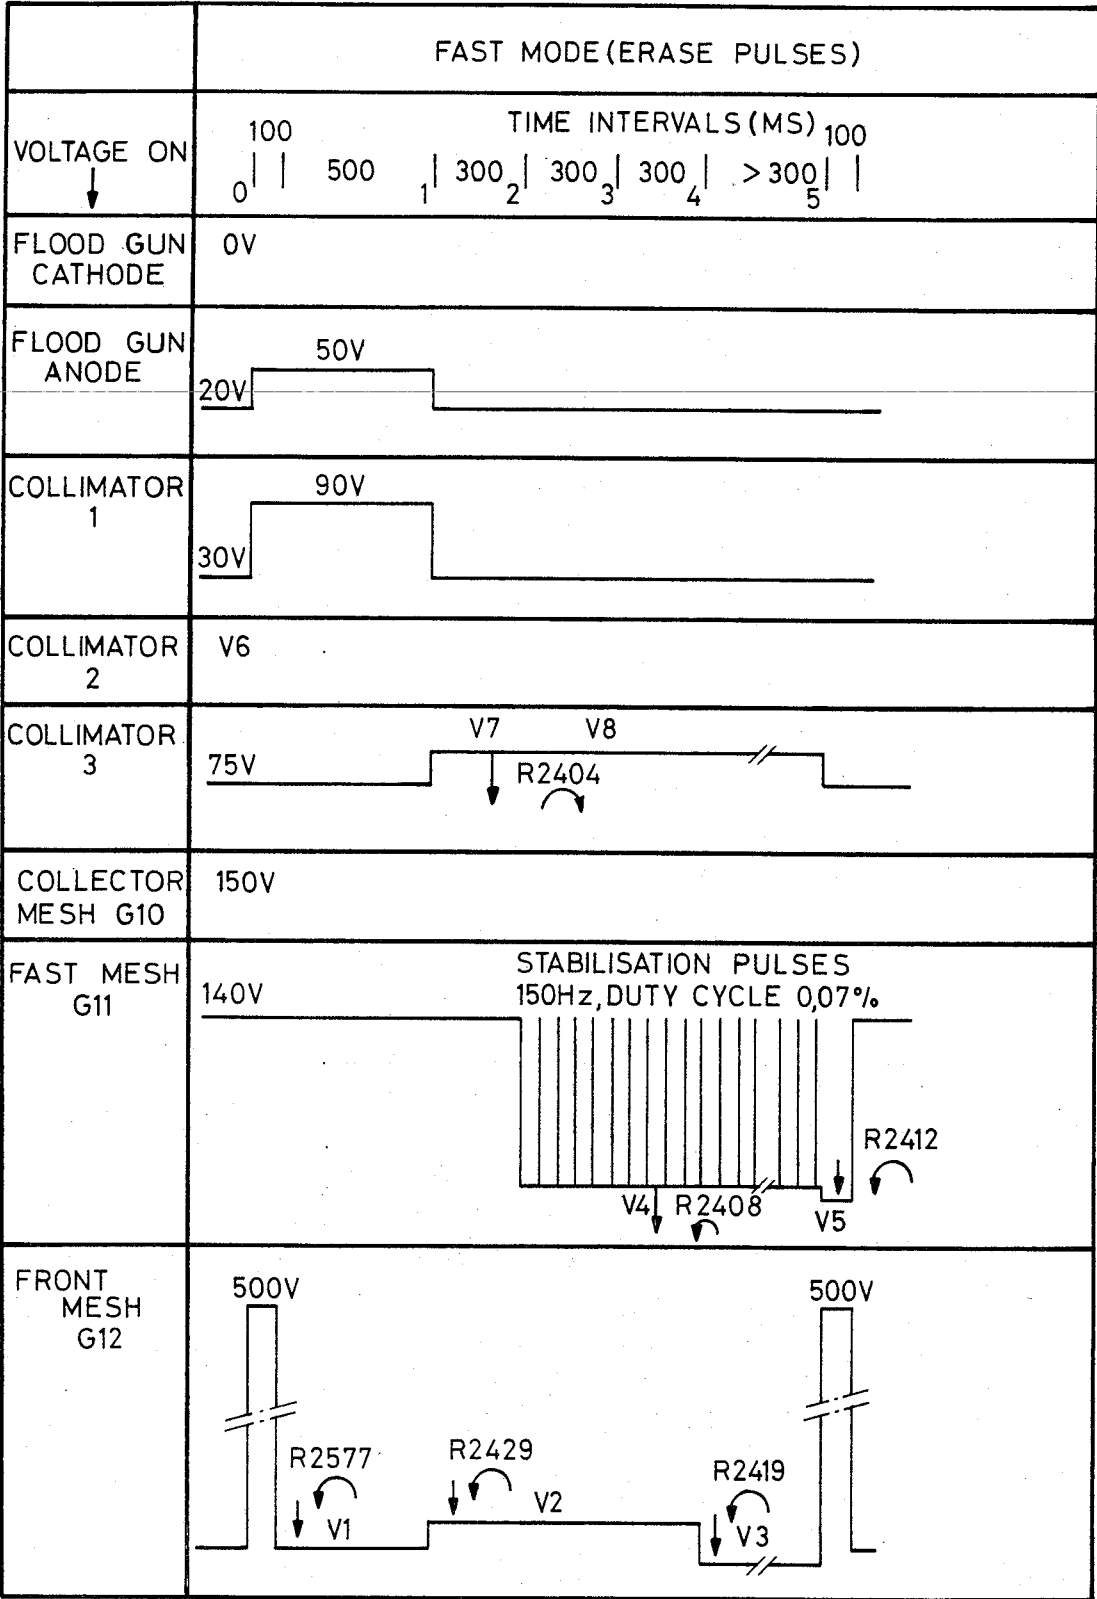 FAST MODE (ERASE PULSES)
VOLTAGE ON
TIME INTERVALS (MS)
100 100
500 300 300 300 > 300
0 1 2 3 4 5
FLOOD GUN
CATHODE
0V
FLOOD GUN
ANODE
50V
20V
COLLIMATOR
1
90V
30V
COLLIMATOR
2
V6
COLLIMATOR
3
V7 V8
75V
R2404
COLLECTOR
MESH G10
150V
FAST MESH
G11
STABILISATION PULSES
150Hz, DUTY CYCLE 0,07%
140V
R2412
V4 R2408 V5
FRONT
MESH
G12
500V 500V
R2577 R2429 R2419
V1 V2 V3